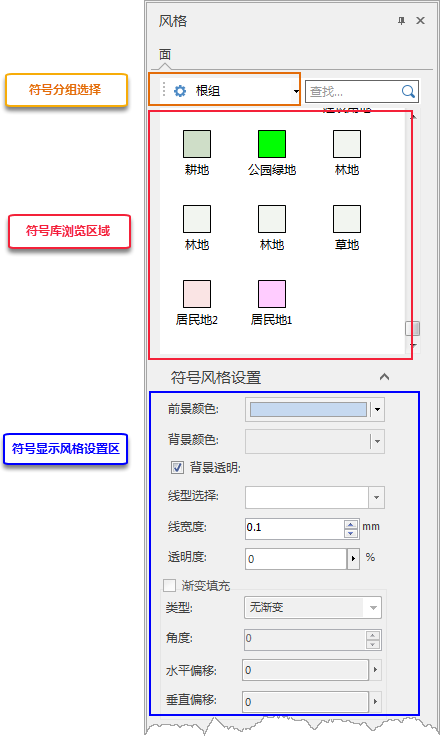 风格
面
符号分组选择
根组
查找...
耕地
公园绿地
林地
符号库浏览区域
林地
林地
草地
居民地2
居民地1
符号风格设置
前景颜色:
符号显示风格设置区
背景颜色:
背景透明:
线型选择:
线宽度:
0.1
mm
透明度:
0
%
渐变填充
类型:
无渐变
角度:
0
水平偏移:
0
垂直偏移:
0